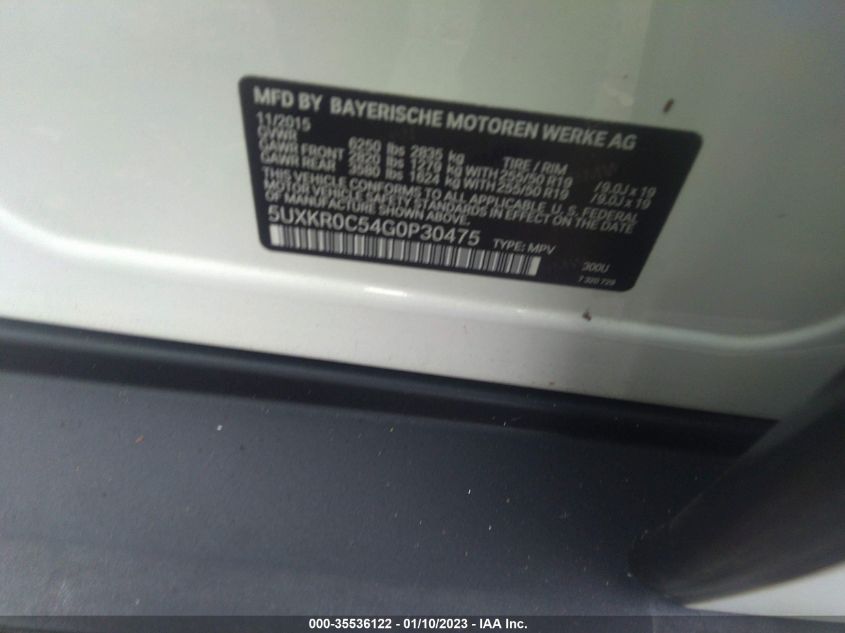 MFD BY BAYERISCHE MOTOREN WERKE AG
11/2015
GVWR 6250 lbs 2835 kg TIRE / RIM
GAWR FRONT 2820 lbs 1279 kg WITH 255/50 R19 /9.0J x 19
GAWR REAR 3580 lbs 1624 kg WITH 255/50 R19 /9.0J x 19
THIS VEHICLE CONFORMS TO ALL APPLICABLE U.S. FEDERAL
MOTOR VEHICLE SAFETY STANDARDS IN EFFECT ON THE DATE
OF MANUFACTURE SHOWN ABOVE.
5UXKR0C54G0P30475 TYPE: MPV
300U
7 320 729
000-35536122 - 01/10/2023 - IAA Inc.